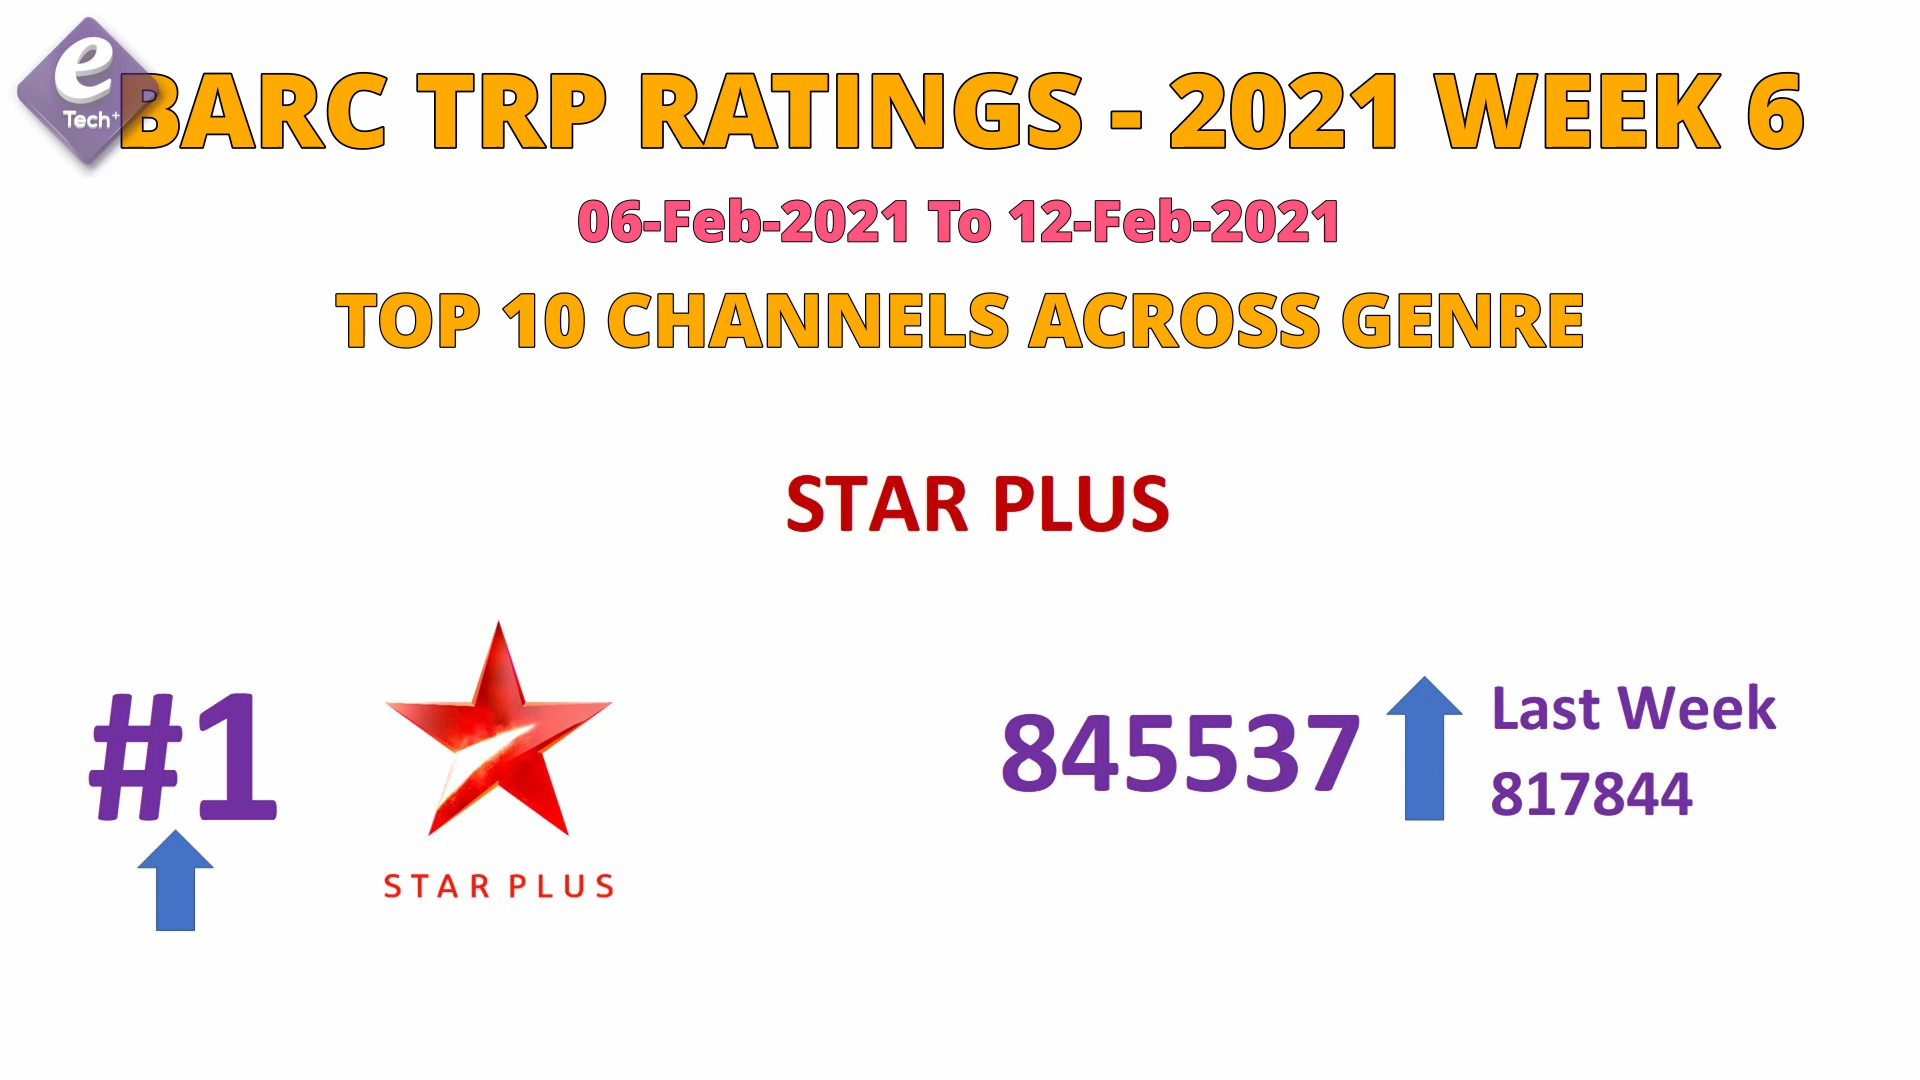 e
Tech+
BARC TRP RATINGS - 2021 WEEK 6
06-Feb-2021 To 12-Feb-2021
TOP 10 CHANNELS ACROSS GENRE
STAR PLUS
#1
STAR PLUS
845537
Last Week
817844